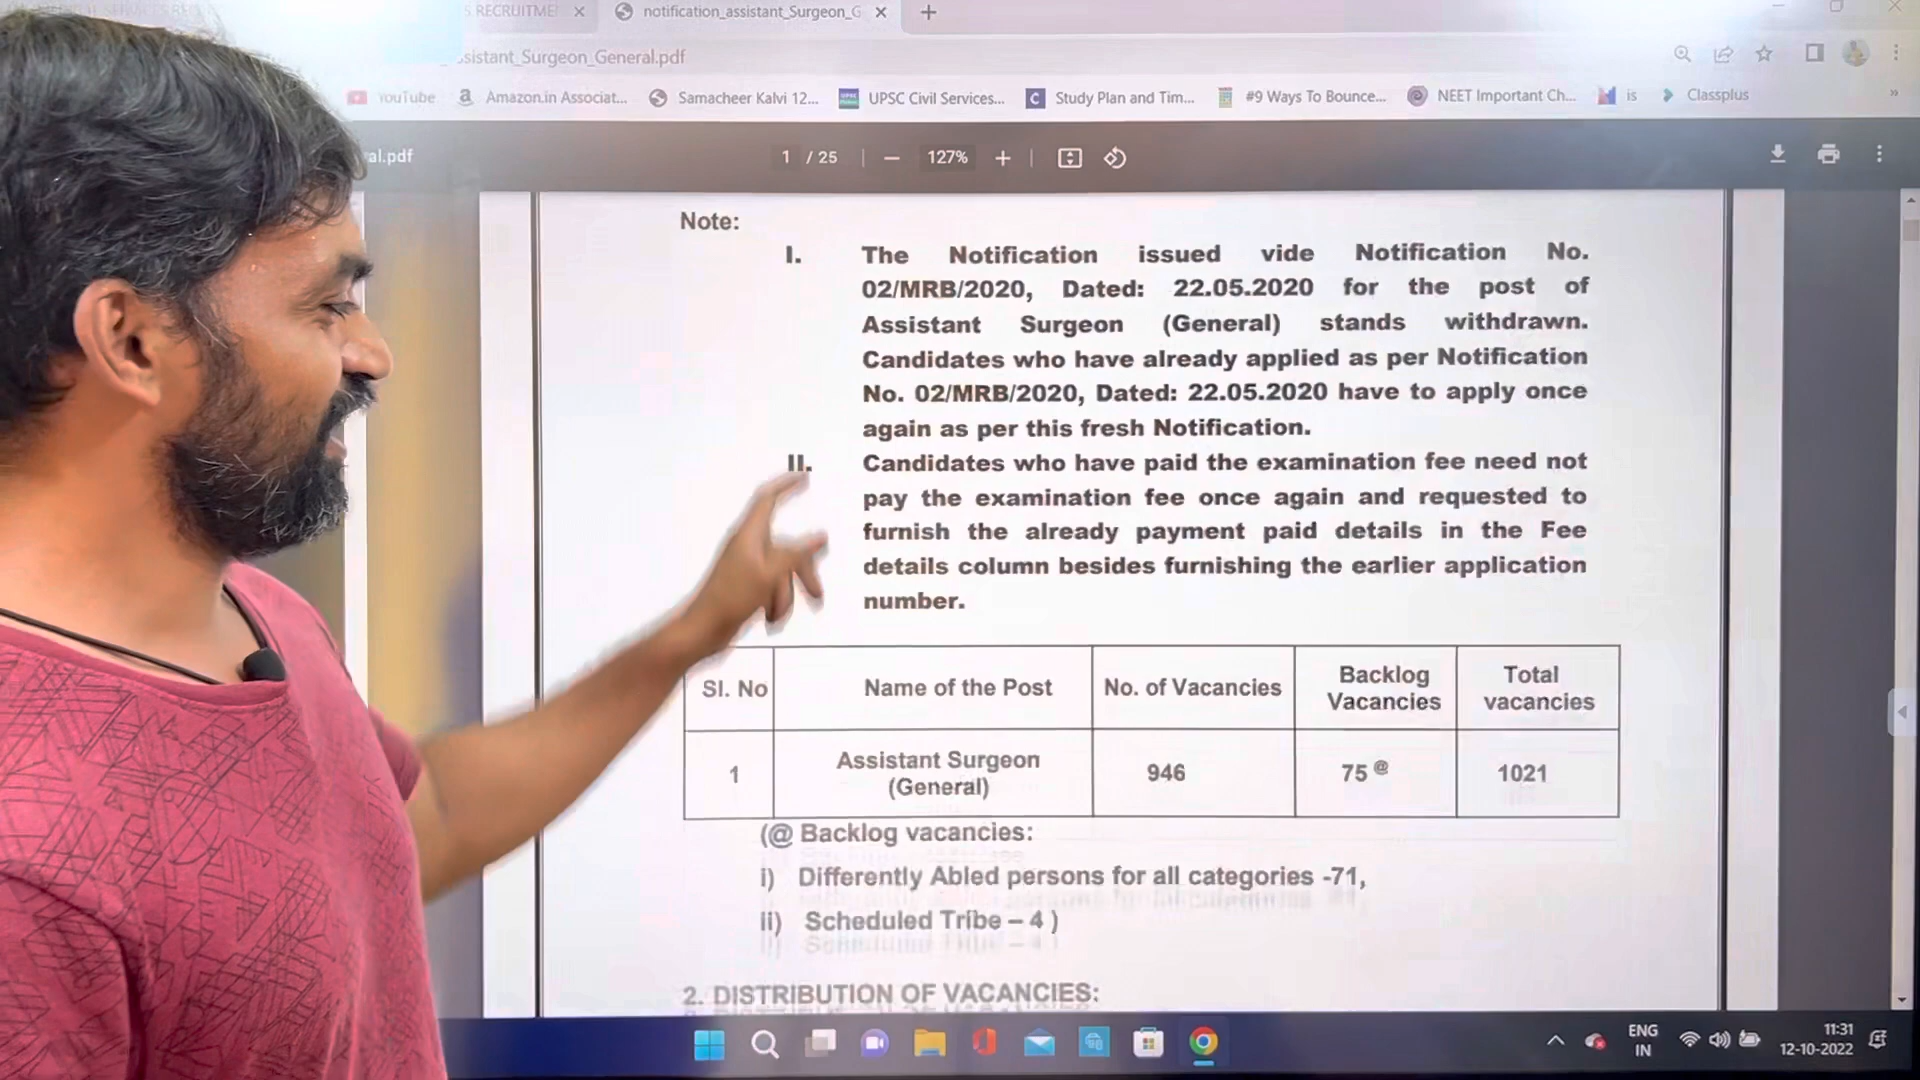 S RECRUITME
notification_assistant_Surgeon_G
sistant_Surgeon_General.pdf
YouTube
Amazon.in Associat...
Samacheer Kalvi 12...
UPSC Civil Services...
Study Plan and Tim...
#9 Ways To Bounce...
NEET Important Ch...
is
Classplus
al.pdf
1 / 25
127%
Note:
I. The Notification issued vide Notification No.
02/MRB/2020, Dated: 22.05.2020 for the post of
Assistant Surgeon (General) stands withdrawn.
Candidates who have already applied as per Notification
No. 02/MRB/2020, Dated: 22.05.2020 have to apply once
again as per this fresh Notification.
II. Candidates who have paid the examination fee need not
pay the examination fee once again and requested to
furnish the already payment paid details in the Fee
details column besides furnishing the earlier application
number.
Sl. No
Name of the Post
No. of Vacancies
Backlog
Vacancies
Total
vacancies
1
Assistant Surgeon
(General)
946
75 @
1021
(@ Backlog vacancies:
i) Differently Abled persons for all categories -71,
ii) Scheduled Tribe – 4 )
2. DISTRIBUTION OF VACANCIES:
ENG
IN
11:31
12-10-2022